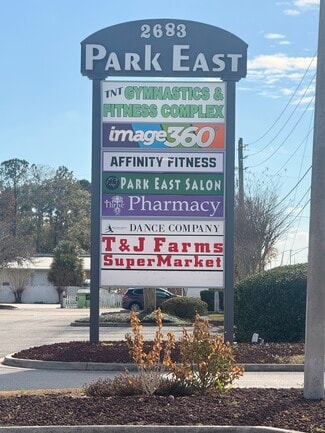 2683
PARK EAST
TNT GYMNASTICS &
FITNESS COMPLEX
image360
AFFINITY FITNESS
PARK EAST SALON
Pharmacy
DANCE COMPANY
T&J FARMS
SUPERMARKET